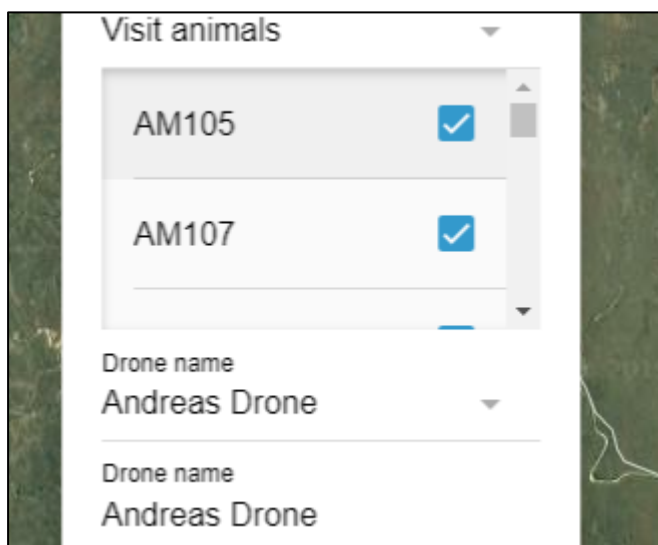 Visit animals
AM105
AM107
Drone name
Andreas Drone
Drone name
Andreas Drone